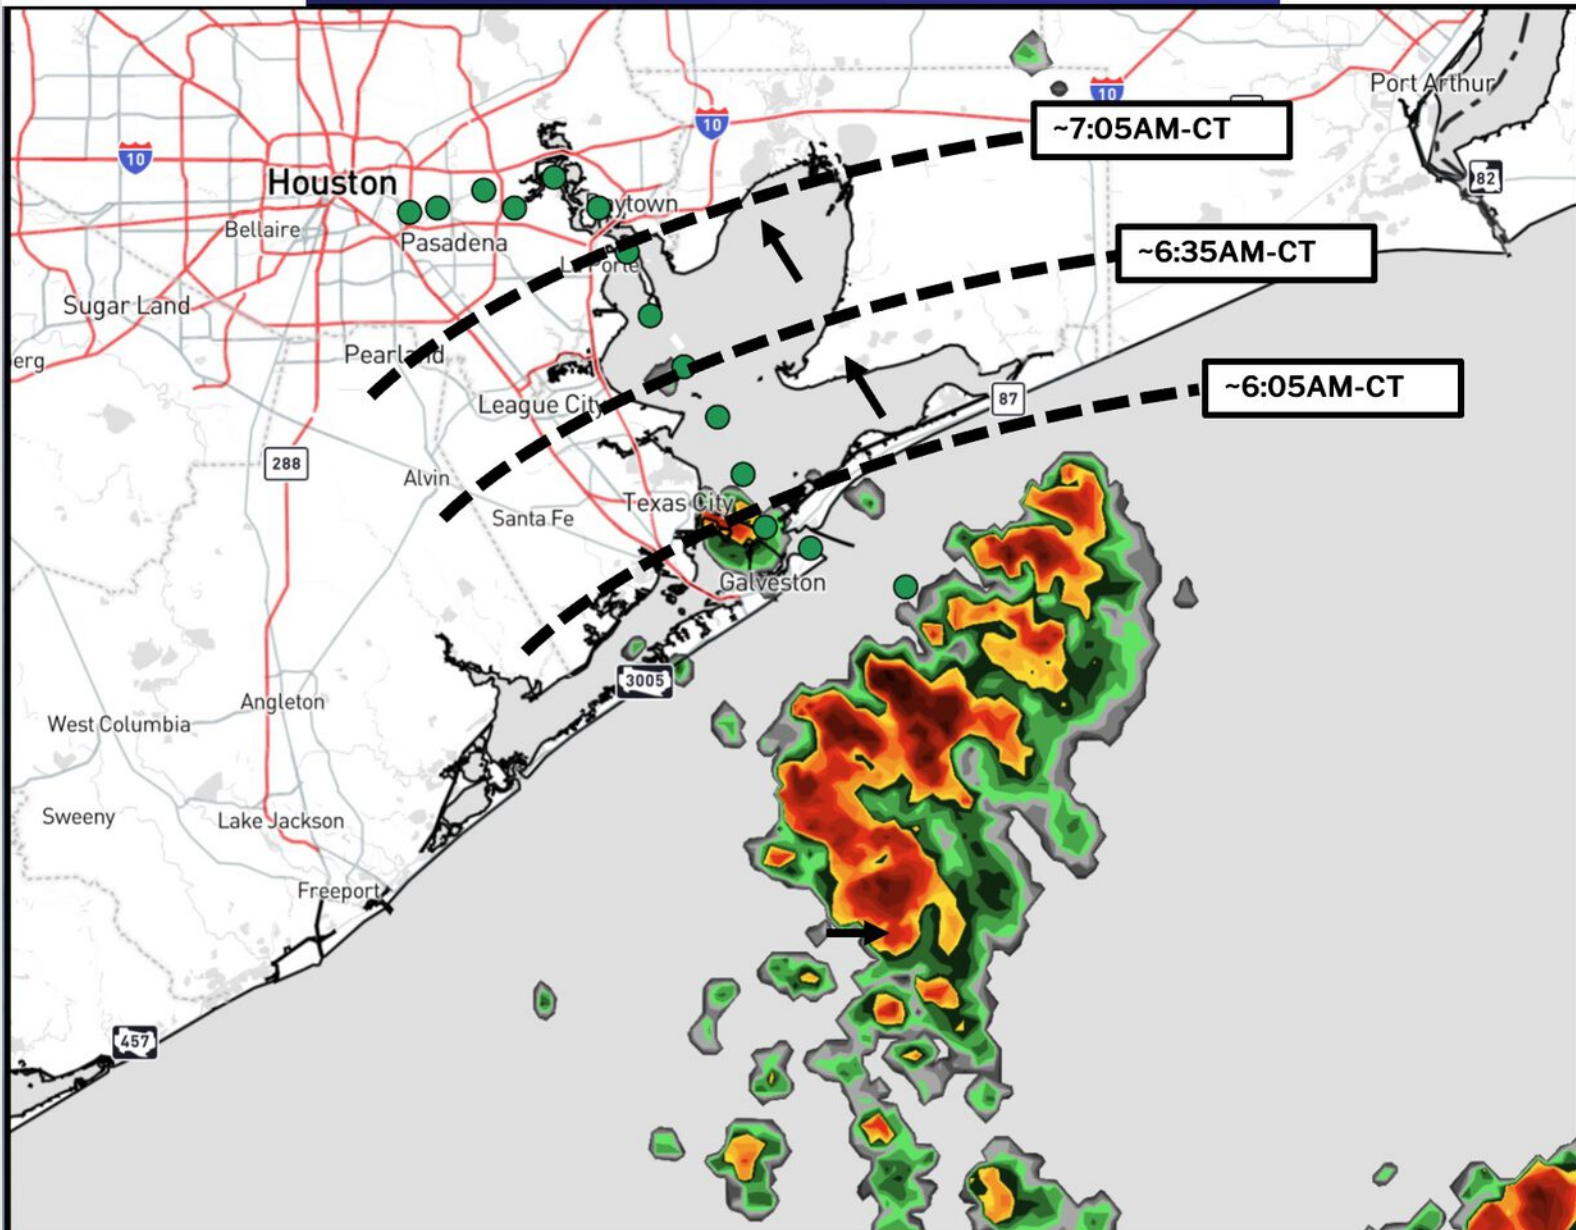 Port Arthur
10
10
10
~7:05AM-CT
82
Houston
ytown
Bellaire
Pasadena
~6:35AM-CT
La Porte
Sugar Land
erg
Pearland
~6:05AM-CT
87
League City
288
Alvin
Texas City
Santa Fe
Galveston
3005
Angleton
West Columbia
Sweeny
Lake Jackson
Freeport
457